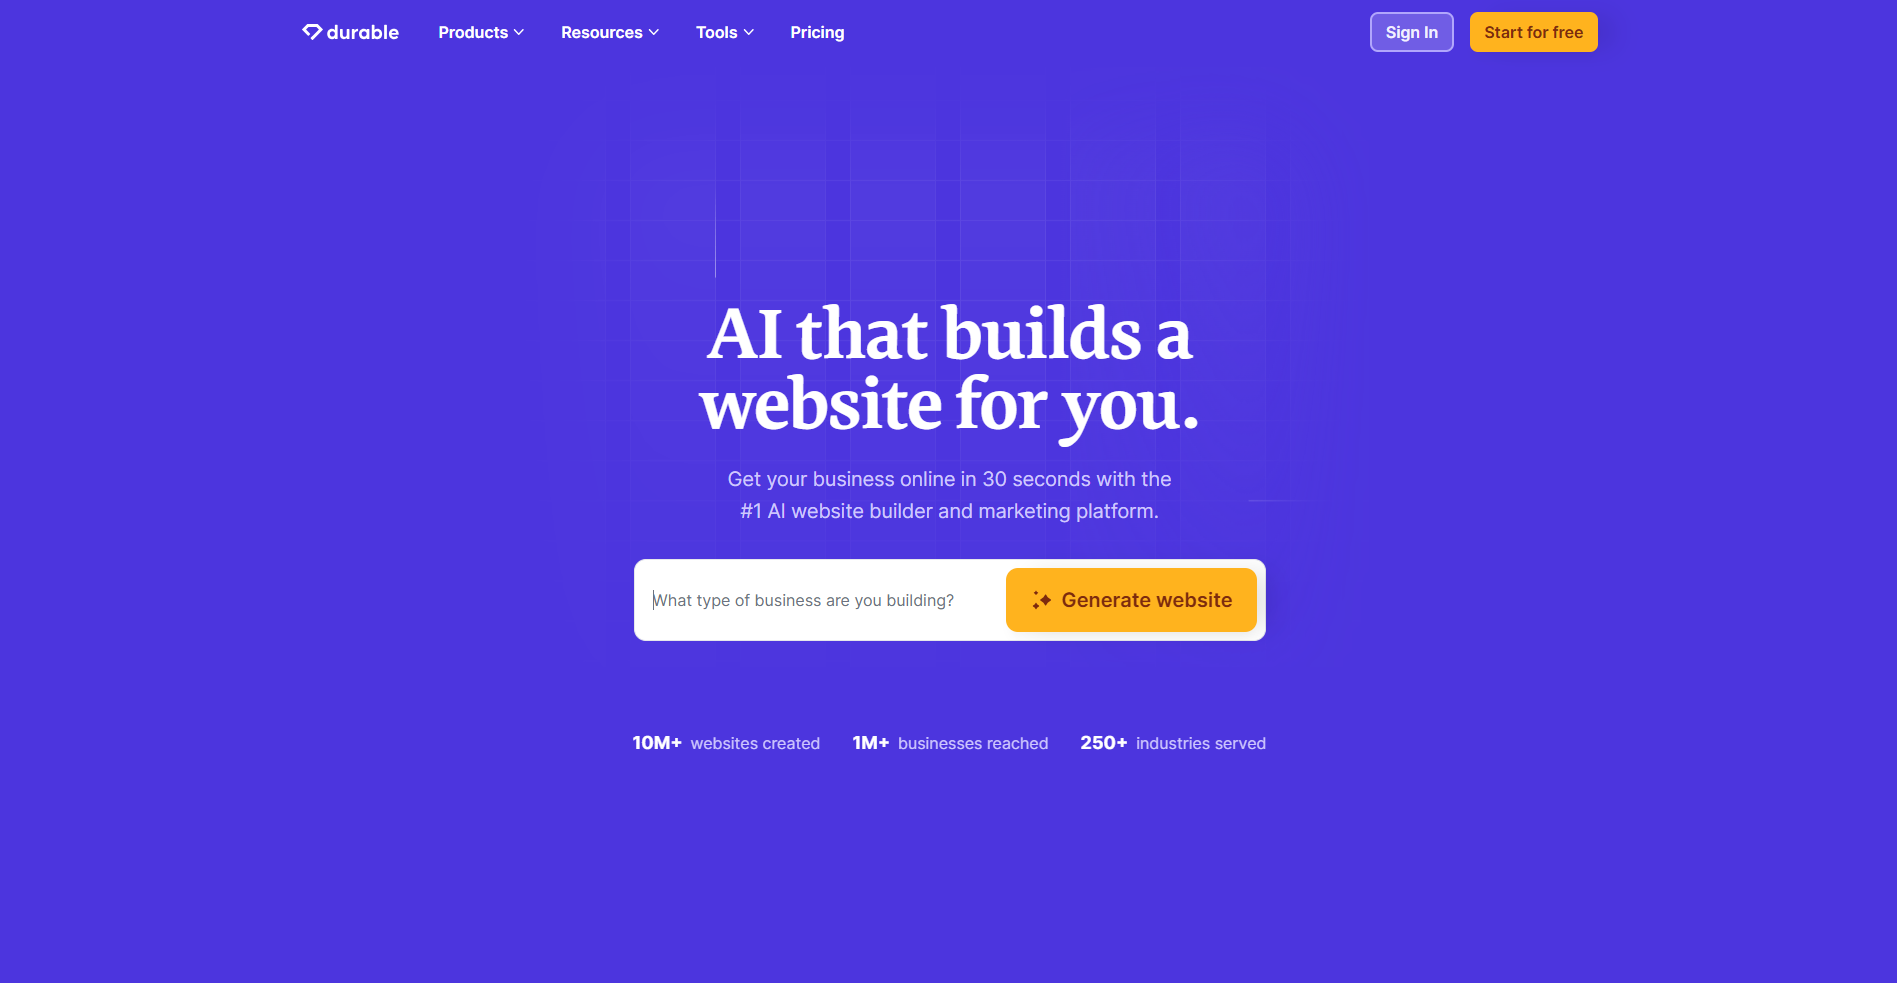 durable Products Resources Tools Pricing Sign In Start for free
AI that builds a
website for you.
Get your business online in 30 seconds with the
#1 AI website builder and marketing platform.
What type of business are you building? Generate website
10M+ websites created 1M+ businesses reached 250+ industries served